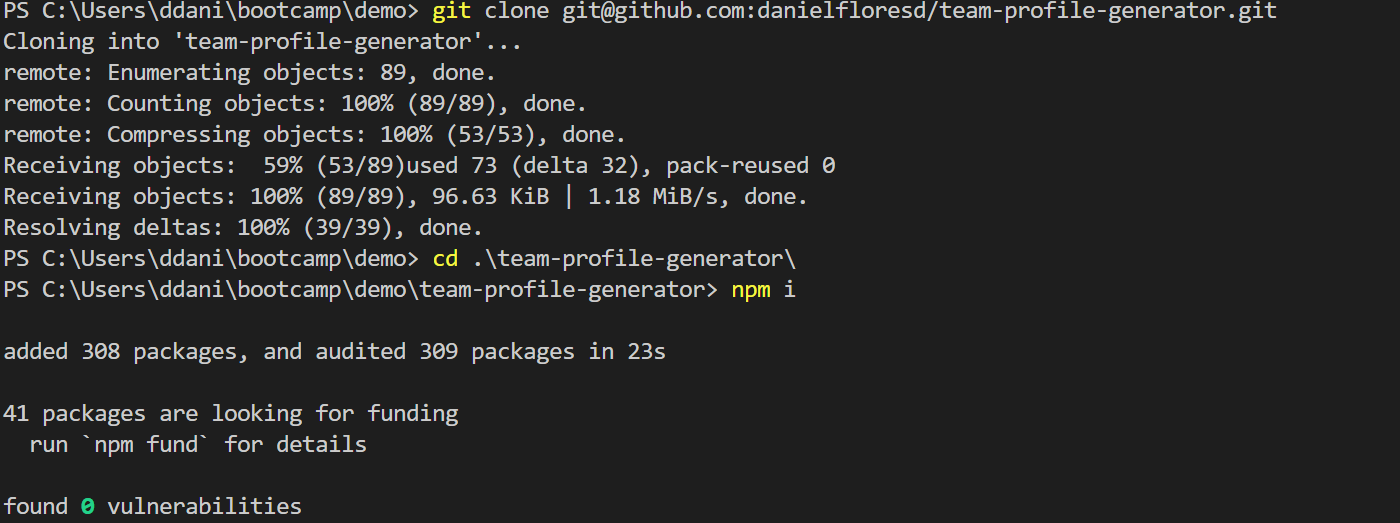 PS C:\Users\ddani\bootcamp\demo> git clone git@github.com:danielfloresd/team-profile-generator.git
Cloning into 'team-profile-generator'...
remote: Enumerating objects: 89, done.
remote: Counting objects: 100% (89/89), done.
remote: Compressing objects: 100% (53/53), done.
Receiving objects:  59% (53/89)used 73 (delta 32), pack-reused 0
Receiving objects: 100% (89/89), 96.63 KiB | 1.18 MiB/s, done.
Resolving deltas: 100% (39/39), done.
PS C:\Users\ddani\bootcamp\demo> cd .\team-profile-generator\
PS C:\Users\ddani\bootcamp\demo\team-profile-generator> npm i
added 308 packages, and audited 309 packages in 23s
41 packages are looking for funding
  run `npm fund` for details
found 0 vulnerabilities